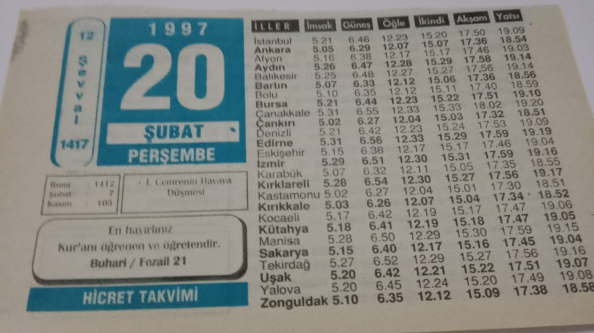 1997
12
Şevval
1417
20
ŞUBAT
PERŞEMBE
Rumi : 1412
Şubat : 7
Kasım : 105
· 1. Cemrenin Havaya
Düşmesi
En hayırlınız
Kur'anı öğrenen ve öğretendir.
Buhari / Fezail 21
HİCRET TAKVİMİ
İLLER İmsak Güneş Öğle İkindi Akşam Yatsı
İstanbul 5.21 6.46 12.23 15.20 17.50 19.09
Ankara 5.05 6.29 12.07 15.07 17.36 18.54
Afyon 5.16 6.38 12.17 15.17 17.46 19.03
Aydın 5.26 6.47 12.28 15.29 17.58 19.14
Balıkesir 5.25 6.48 12.27 15.27 17.56 19.14
Bartın 5.07 6.33 12.12 15.06 17.36 18.56
Bolu 5.10 6.35 12.12 15.11 17.40 18.59
Bursa 5.21 6.44 12.23 15.22 17.51 19.10
Çanakkale 5.31 6.55 12.33 15.33 18.02 19.20
Çankırı 5.02 6.27 12.04 15.03 17.32 18.51
Denizli 5.21 6.42 12.23 15.24 17.53 19.09
Edirne 5.31 6.56 12.33 15.29 17.59 19.19
Eskişehir 5.15 6.38 12.17 15.17 17.46 19.04
İzmir 5.29 6.51 12.30 15.31 17.59 19.16
Karabük 5.07 6.32 12.11 15.05 17.35 18.55
Kırklareli 5.28 6.54 12.30 15.27 17.56 19.17
Kastamonu 5.02 6.27 12.04 15.01 17.30 18.51
Kırıkkale 5.03 6.26 12.07 15.04 17.34 18.52
Kocaeli 5.17 6.42 12.19 15.17 17.47 19.06
Kütahya 5.18 6.41 12.19 15.18 17.47 19.05
Manisa 5.28 6.50 12.29 15.30 17.59 19.15
Sakarya 5.15 6.40 12.17 15.16 17.45 19.04
Tekirdağ 5.27 6.52 12.29 15.27 17.56 19.16
Uşak 5.20 6.42 12.21 15.22 17.51 19.07
Yalova 5.20 6.45 12.24 15.20 17.49 19.08
Zonguldak 5.10 6.35 12.12 15.09 17.38 18.58